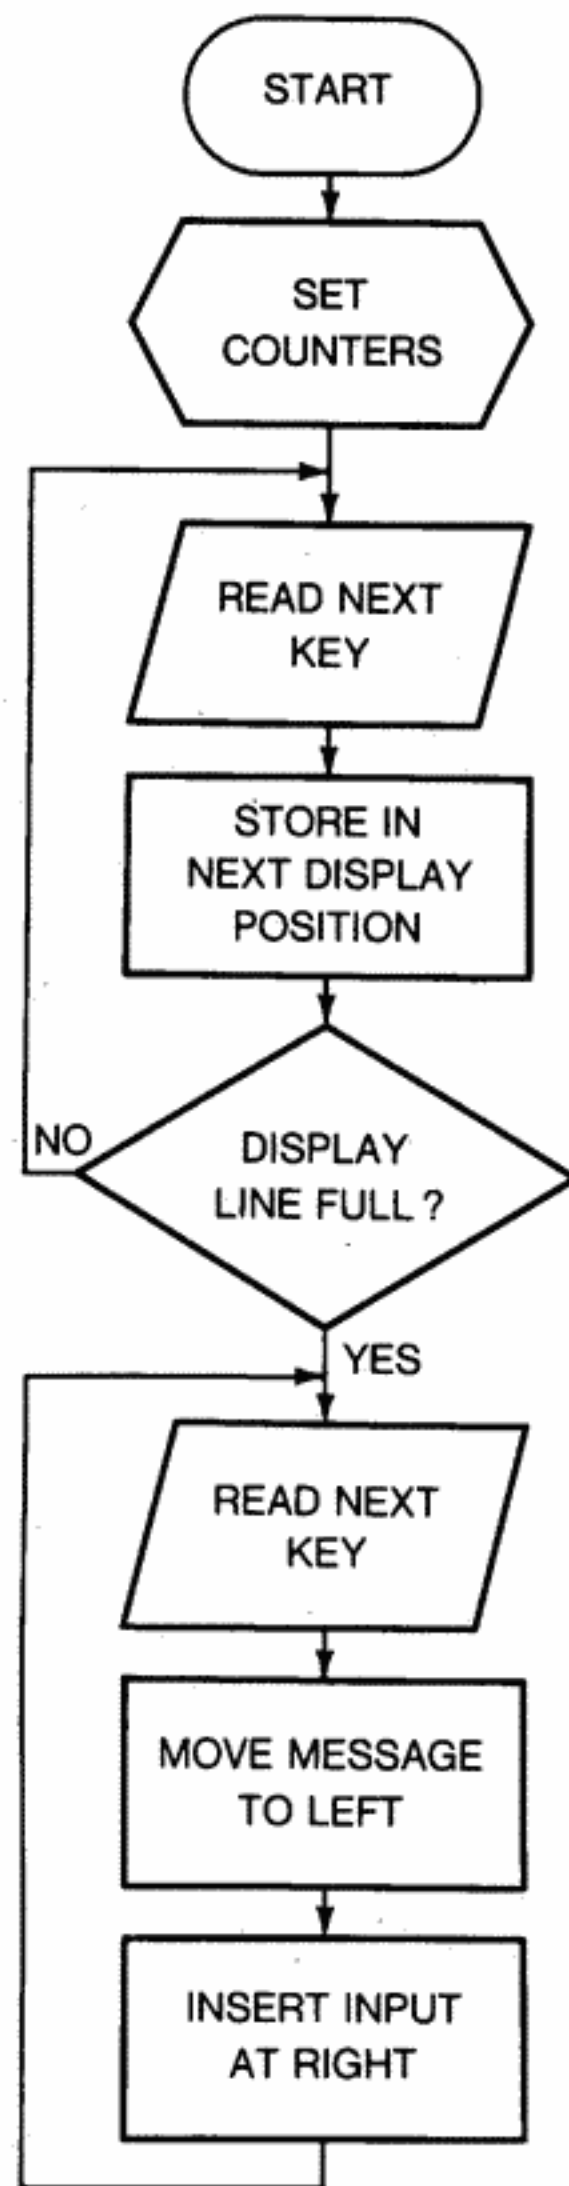 START
SET
COUNTERS
READ NEXT
KEY
STORE IN
NEXT DISPLAY
POSITION
NO
DISPLAY
LINE FULL ?
YES
READ NEXT
KEY
MOVE MESSAGE
TO LEFT
INSERT INPUT
AT RIGHT